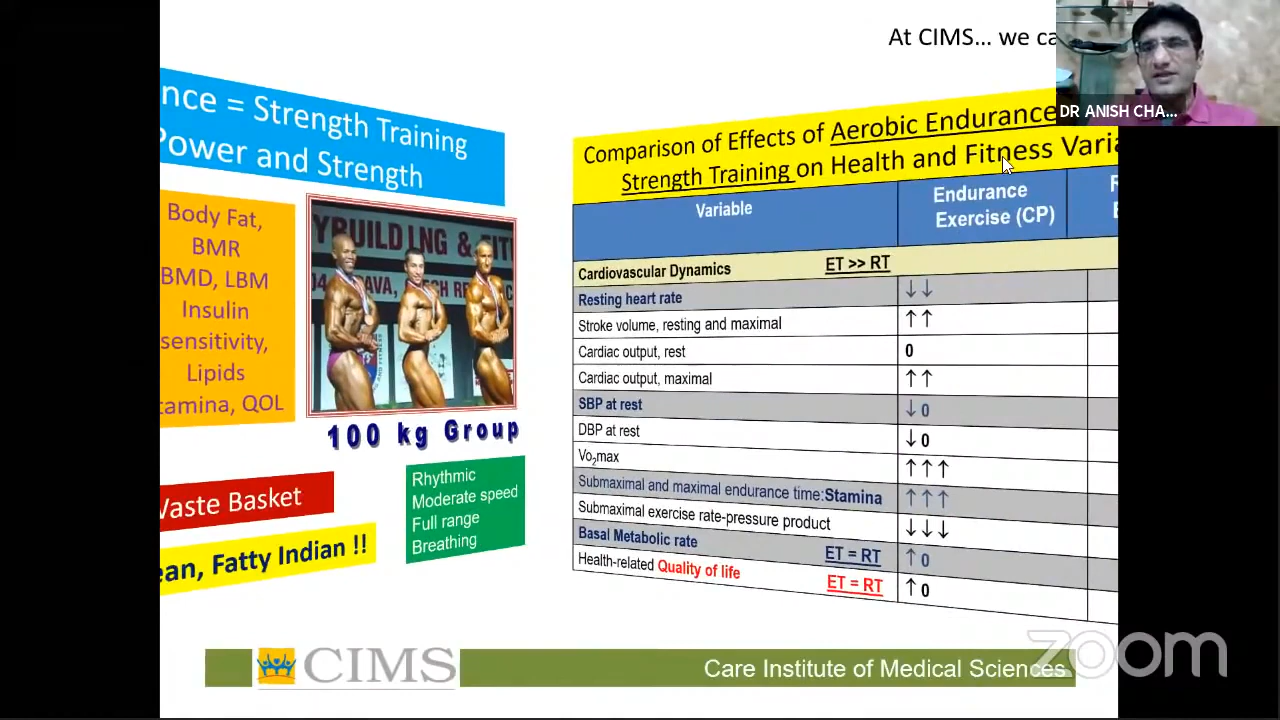 At CIMS... we ca
DR ANISH CHA...
nce = Strength Training
Power and Strength
Body Fat,
BMR
BMD, LBM
Insulin
sensitivity,
Lipids
tamina, QOL
YBUILDING & FIT
100 kg Group
Waste Basket
ean, Fatty Indian !!
Rhythmic
Moderate speed
Full range
Breathing
Comparison of Effects of Aerobic Endurance
Strength Training on Health and Fitness Varia
Variable Endurance Exercise (CP) R E
Cardiovascular Dynamics ET >> RT
Resting heart rate ↓↓
Stroke volume, resting and maximal ↑↑
Cardiac output, rest 0
Cardiac output, maximal ↑↑
SBP at rest ↓0
DBP at rest ↓0
Vo2max ↑↑↑
Submaximal and maximal endurance time:Stamina ↑↑↑
Submaximal exercise rate-pressure product ↓↓↓
Basal Metabolic rate ET = RT ↑0
Health-related Quality of life ET = RT ↑0
CIMS
Care Institute of Medical Sciences
zoom